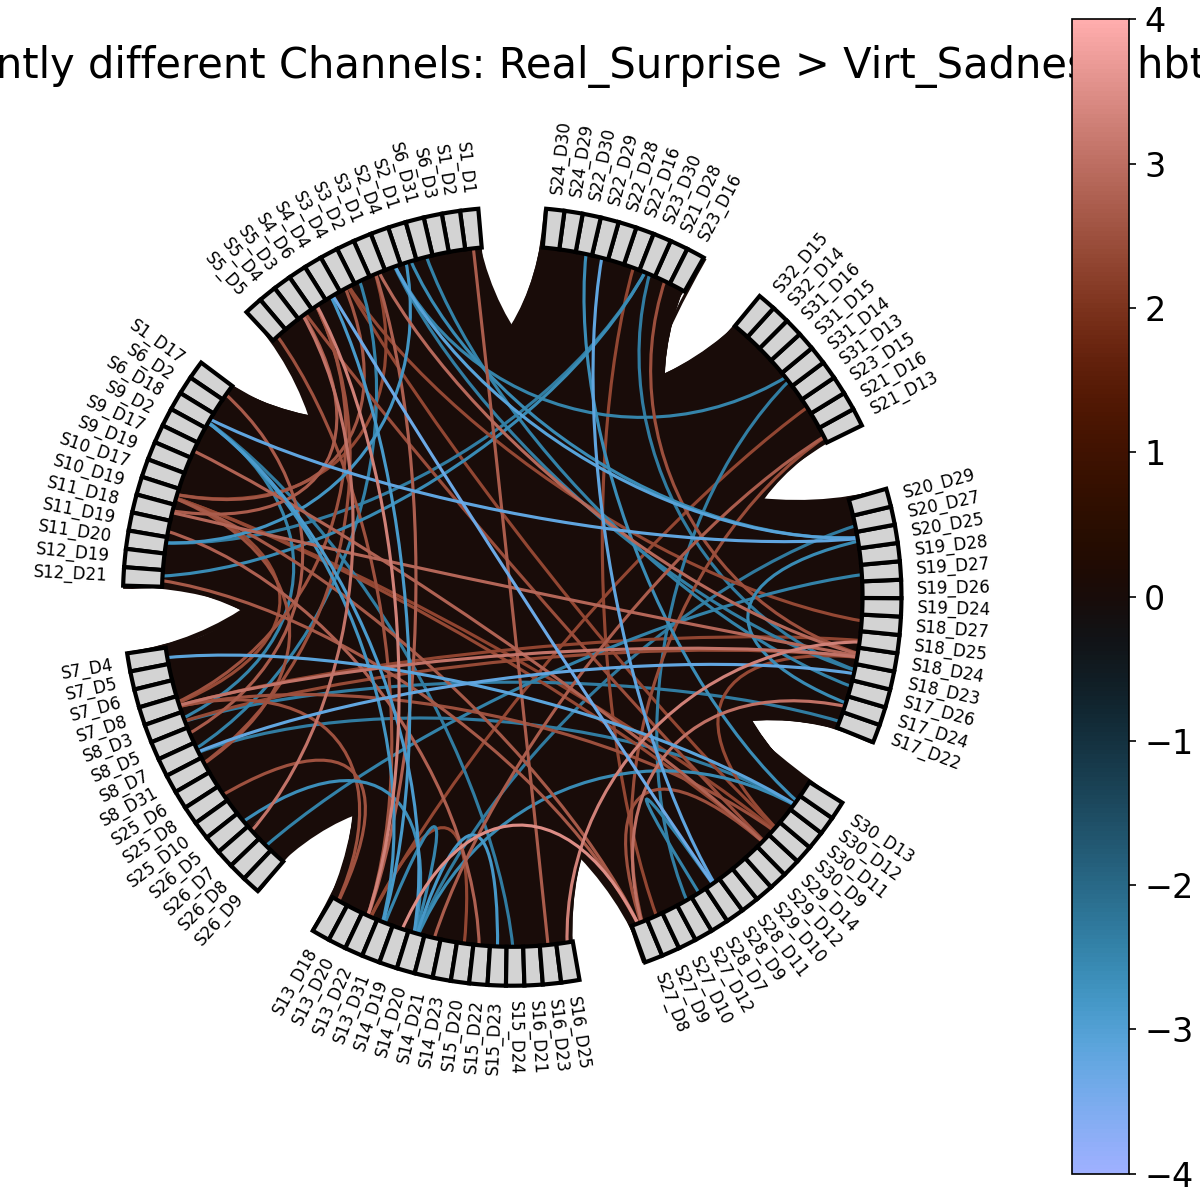 ntly different Channels: Real_Surprise > Virt_Sadnes hbt
4
3
2
1
0
−1
−2
−3
−4
S24_D30
S24_D29
S22_D30
S22_D29
S22_D28
S22_D16
S23_D30
S21_D28
S23_D16
S32_D15
S32_D14
S31_D16
S31_D15
S31_D14
S31_D13
S23_D15
S21_D16
S21_D13
S20_D29
S20_D27
S20_D25
S19_D28
S19_D27
S19_D26
S19_D24
S18_D27
S18_D25
S18_D24
S18_D23
S17_D26
S17_D24
S17_D22
S30_D13
S30_D12
S30_D11
S30_D9
S29_D14
S29_D12
S29_D10
S28_D11
S28_D9
S28_D7
S27_D12
S27_D10
S27_D9
S27_D8
S16_D25
S16_D23
S16_D21
S15_D24
S15_D23
S15_D22
S15_D20
S14_D23
S14_D21
S14_D20
S14_D19
S13_D31
S13_D22
S13_D20
S13_D18
S26_D9
S26_D8
S26_D7
S26_D5
S25_D10
S25_D8
S25_D6
S8_D31
S8_D7
S8_D5
S8_D3
S7_D8
S7_D6
S7_D5
S7_D4
S12_D21
S12_D19
S11_D20
S11_D19
S11_D18
S10_D19
S10_D17
S9_D19
S9_D17
S9_D2
S6_D18
S6_D2
S1_D17
S5_D5
S5_D4
S5_D3
S4_D6
S4_D4
S3_D4
S3_D2
S3_D1
S2_D4
S2_D1
S6_D31
S6_D3
S1_D2
S1_D1